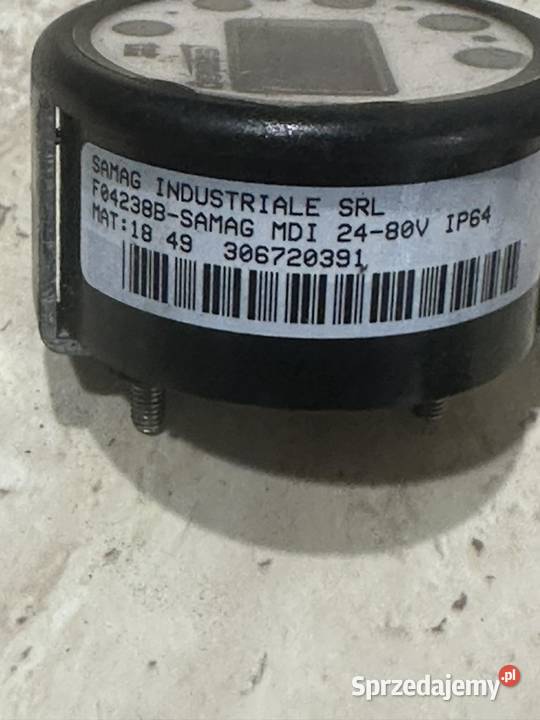 SAMAG INDUSTRIALE SRL
F04238B-SAMAG MDI 24-80V IP64
MAT:18 49 306720391
Sprzedajemy.pl